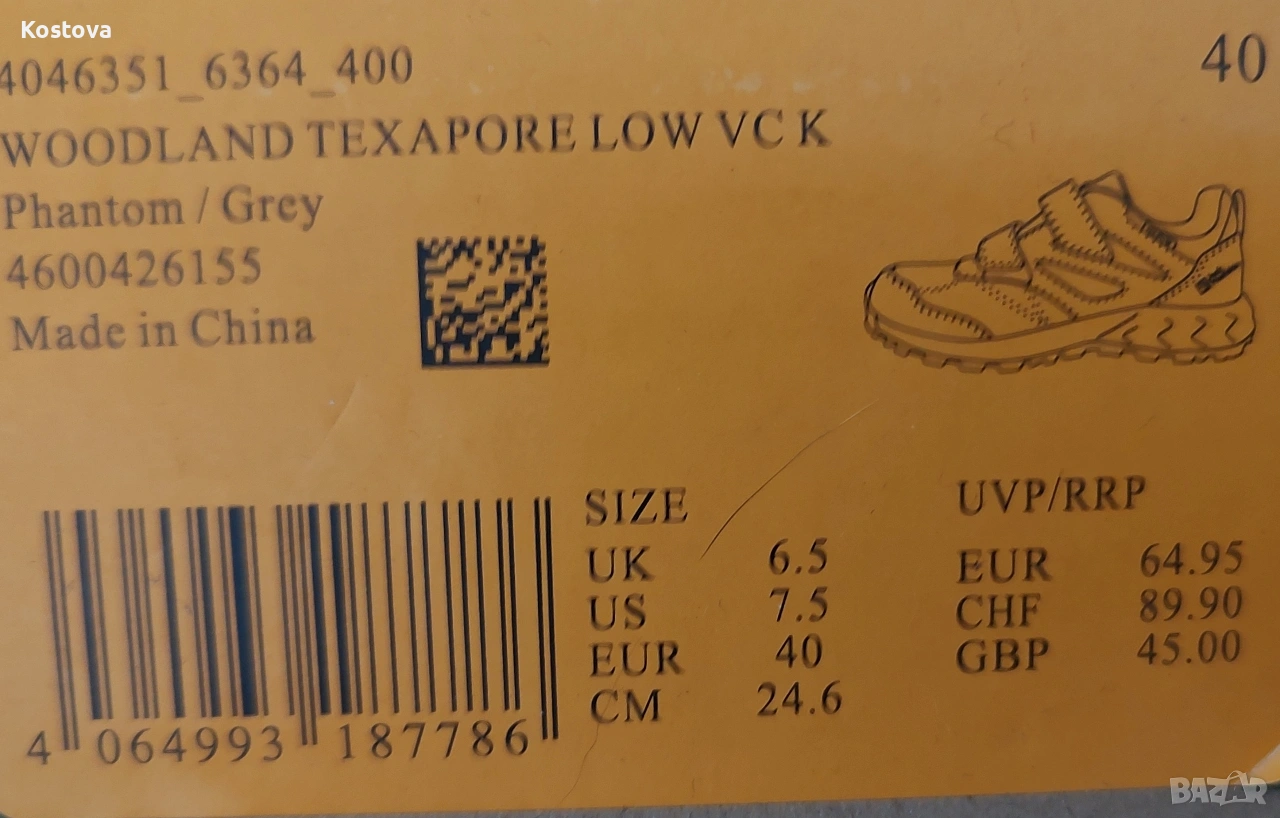 Kostova
4046351_6364_400 40
WOODLAND TEXAPORE LOW VC K
Phantom / Grey
4600426155
Made in China
SIZE UVP/RRP
UK 6.5 EUR 64.95
US 7.5 CHF 89.90
EUR 40 GBP 45.00
CM 24.6
4 064993 187786
BAZAR